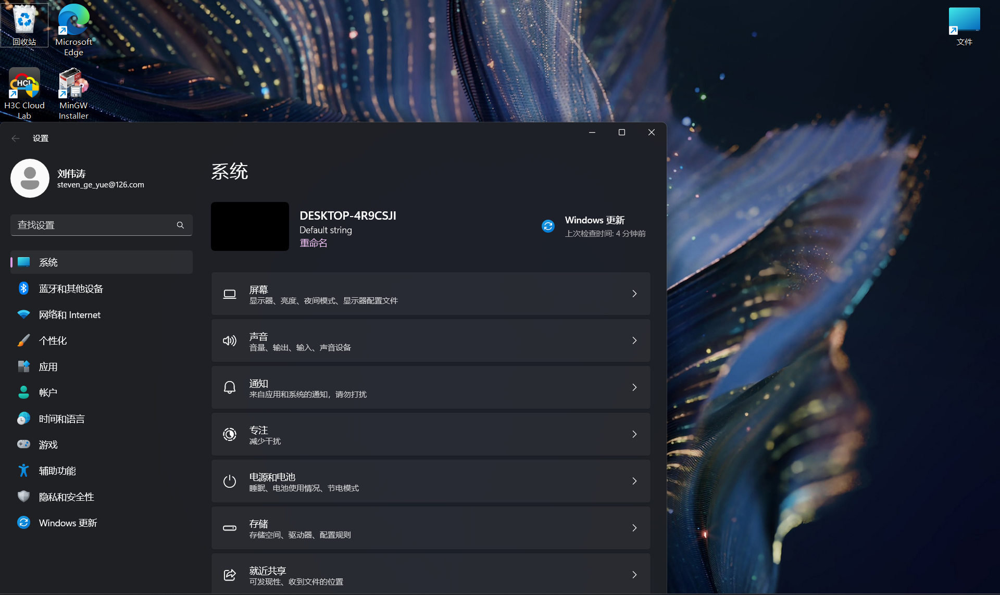 回收站
Microsoft
Edge
文件
H3C Cloud
Lab
MinGW
Installer
设置
刘伟涛
steven_ge_yue@126.com
查找设置
系统
蓝牙和其他设备
网络和 Internet
个性化
应用
帐户
时间和语言
游戏
辅助功能
隐私和安全性
Windows 更新
系统
DESKTOP-4R9CSJI
Default string
重命名
Windows 更新
上次检查时间: 4 分钟前
屏幕
显示器、亮度、夜间模式、显示器配置文件
声音
音量、输出、输入、声音设备
通知
来自应用和系统的通知，请勿打扰
专注
减少干扰
电源和电池
睡眠、电池使用情况、节电模式
存储
存储空间、驱动器、配置规则
就近共享
可发现性、收到文件的位置